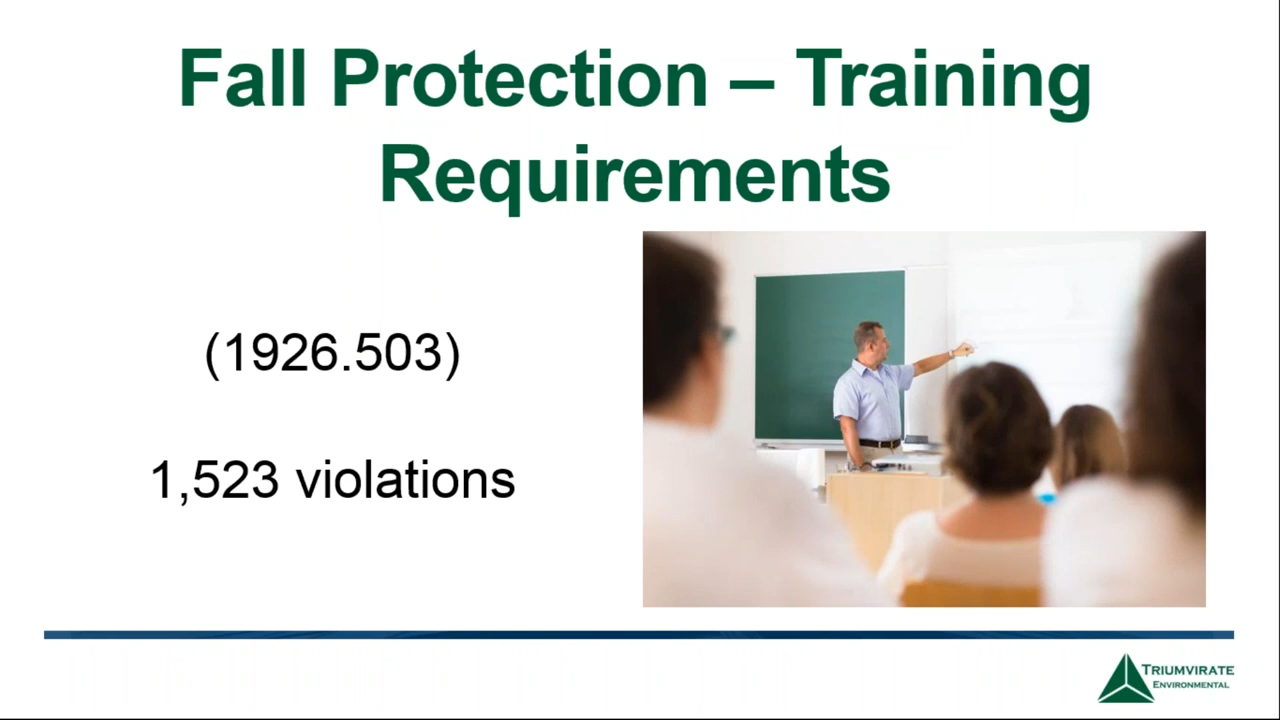 Fall Protection – Training
Requirements
(1926.503)
1,523 violations
TRIUMVIRATE
ENVIRONMENTAL